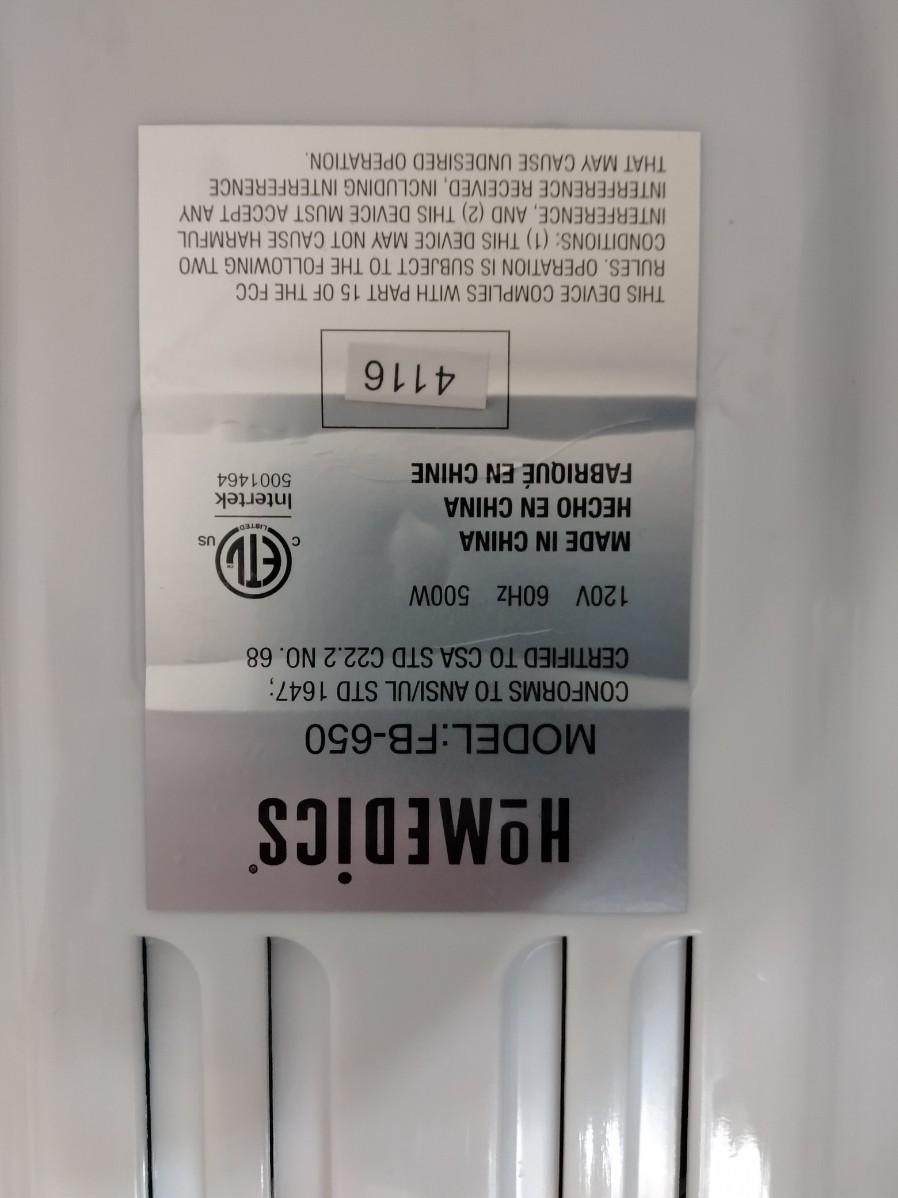 HoMEDiCS®
MODEL:FB-650
CONFORMS TO ANSI/UL STD 1647;
CERTIFIED TO CSA STD C22.2 NO. 68
120V 60Hz 500W
MADE IN CHINA
HECHO EN CHINA
FABRIQUÉ EN CHINE
ETL CM
LISTED
C US
Intertek
5001464
4116
THIS DEVICE COMPLIES WITH PART 15 OF THE FCC
RULES. OPERATION IS SUBJECT TO THE FOLLOWING TWO
CONDITIONS: (1) THIS DEVICE MAY NOT CAUSE HARMFUL
INTERFERENCE, AND (2) THIS DEVICE MUST ACCEPT ANY
INTERFERENCE RECEIVED, INCLUDING INTERFERENCE
THAT MAY CAUSE UNDESIRED OPERATION.